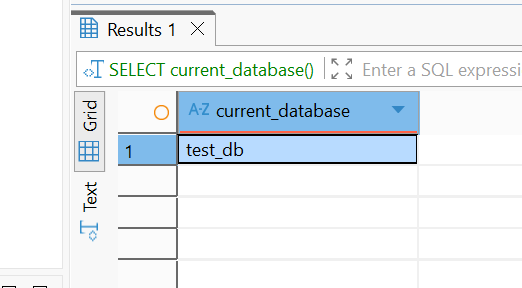 Results 1
SELECT current_database()
Enter a SQL expressi
Grid
Text
A-Z current_database
1 test_db